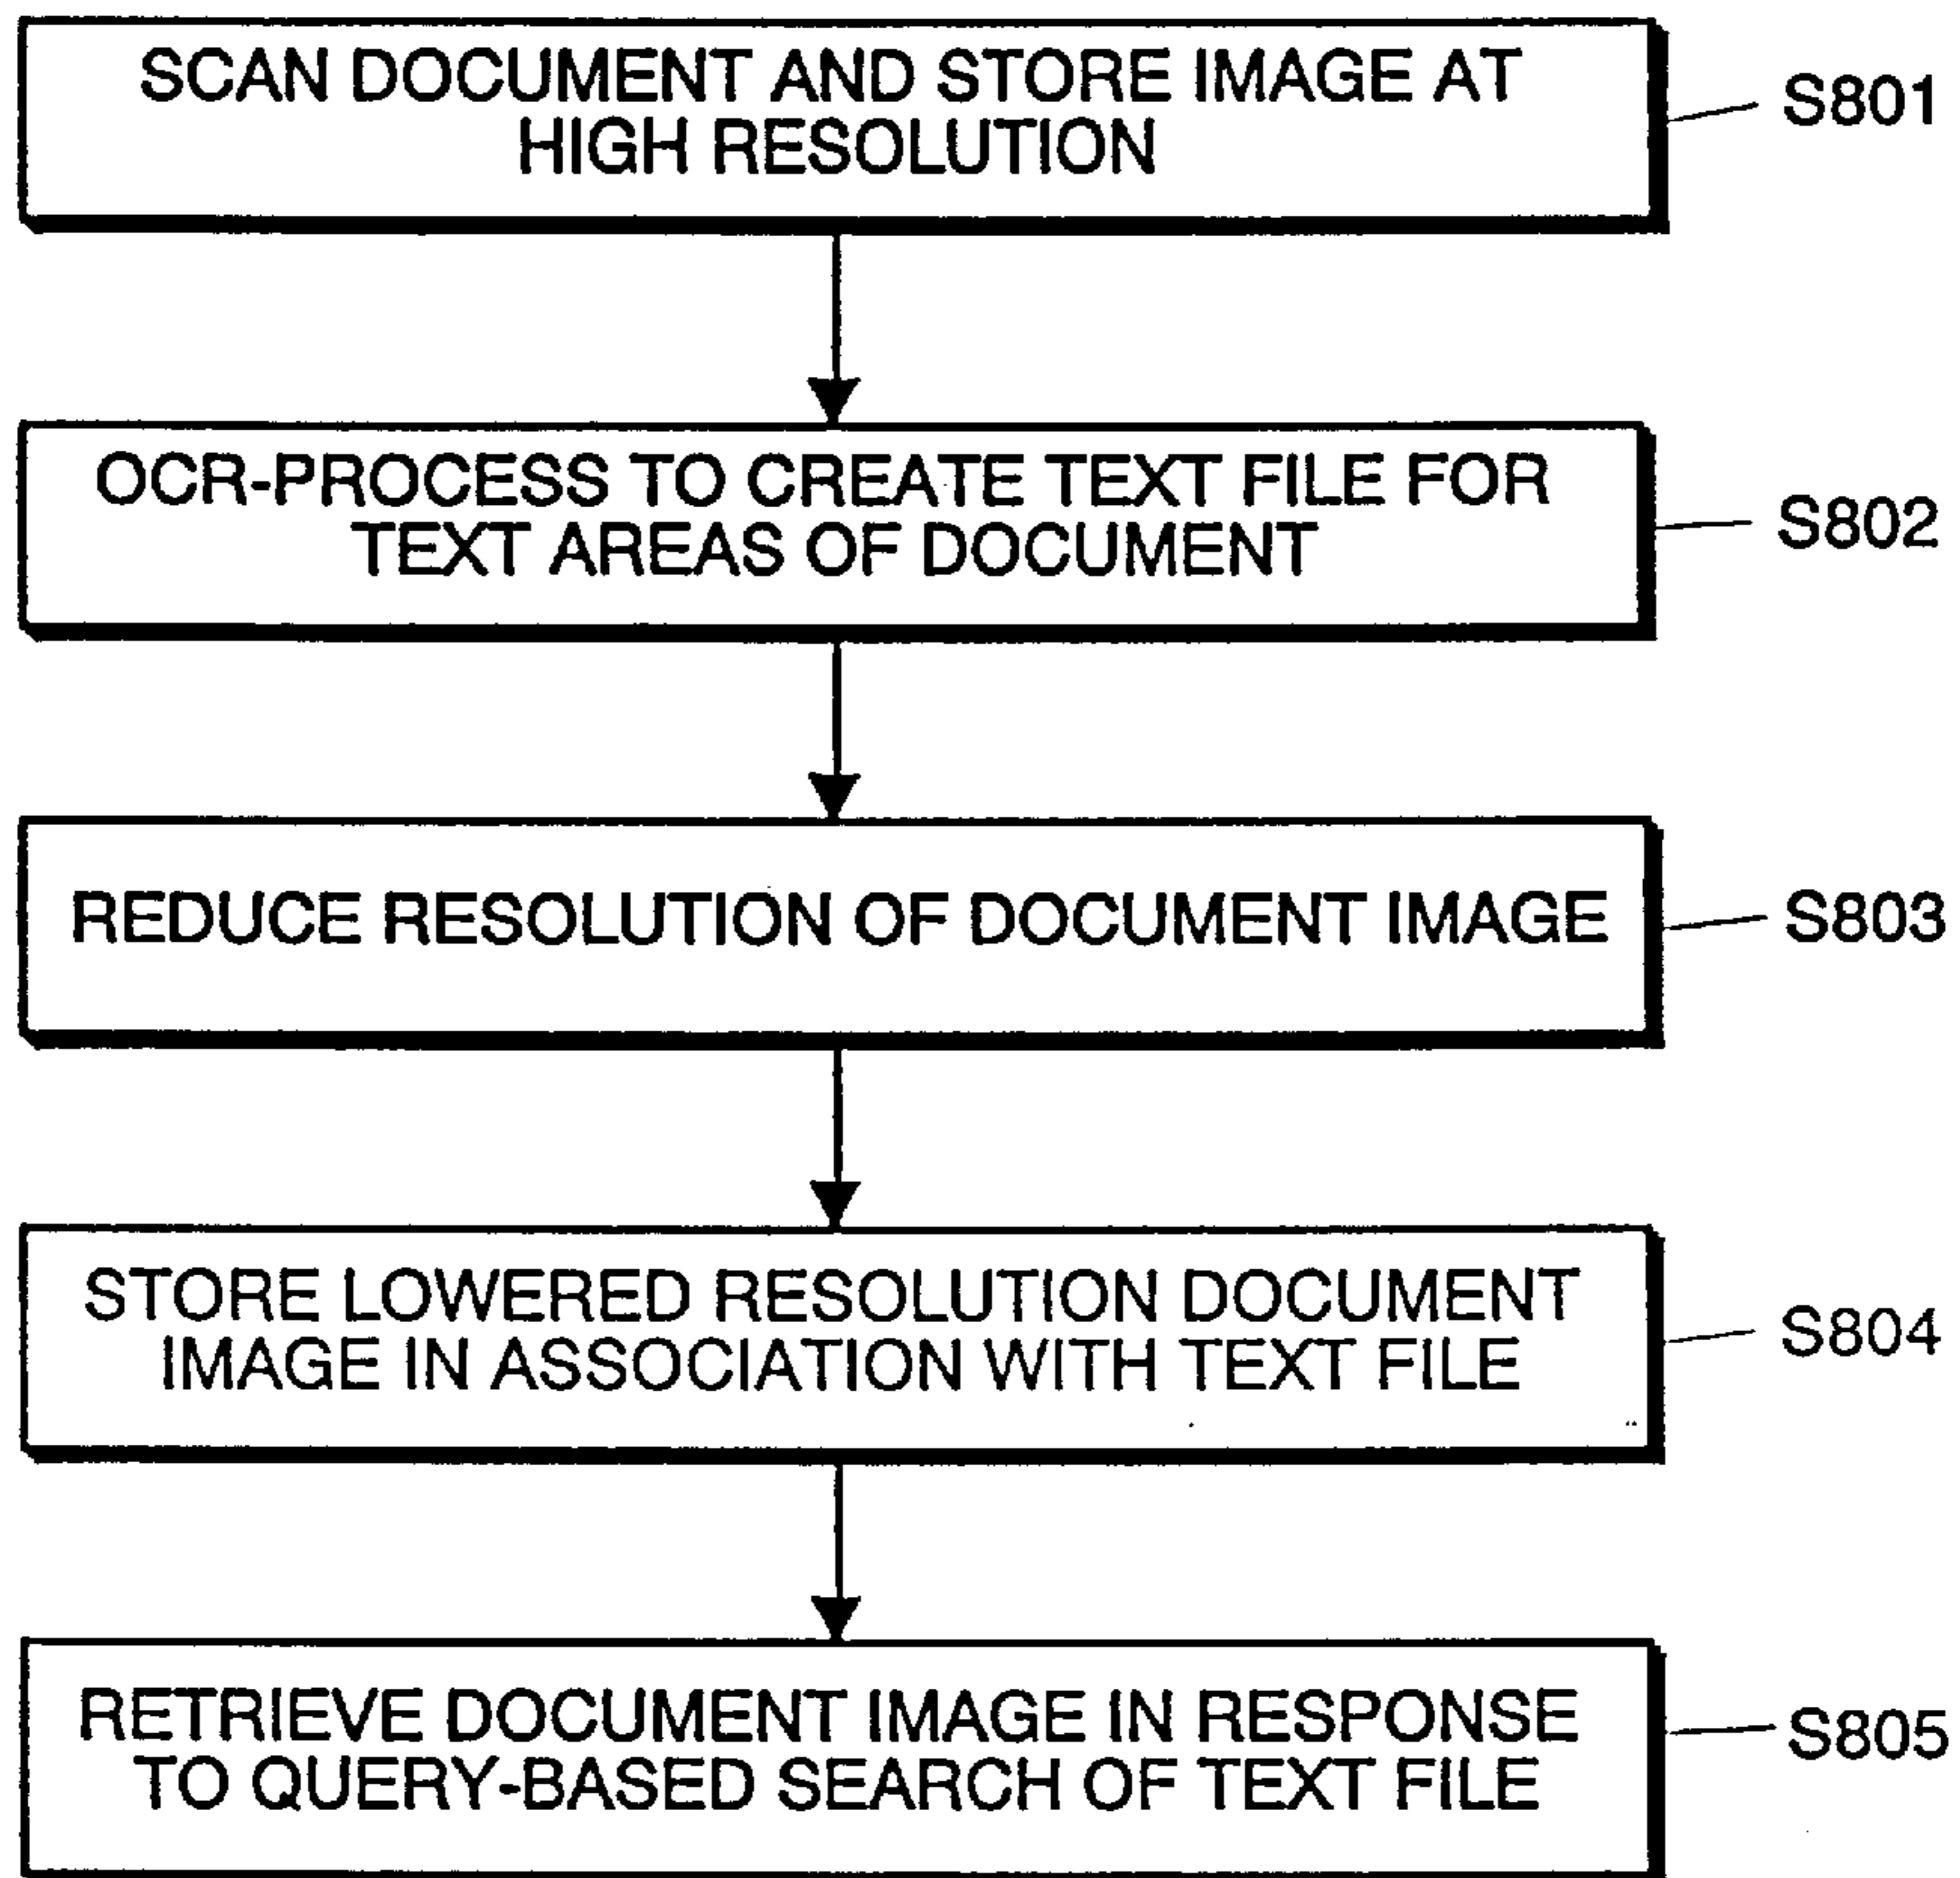 SCAN DOCUMENT AND STORE IMAGE AT
HIGH RESOLUTION
S801
OCR-PROCESS TO CREATE TEXT FILE FOR
TEXT AREAS OF DOCUMENT
S802
REDUCE RESOLUTION OF DOCUMENT IMAGE
S803
STORE LOWERED RESOLUTION DOCUMENT
IMAGE IN ASSOCIATION WITH TEXT FILE
S804
RETRIEVE DOCUMENT IMAGE IN RESPONSE
TO QUERY-BASED SEARCH OF TEXT FILE
S805